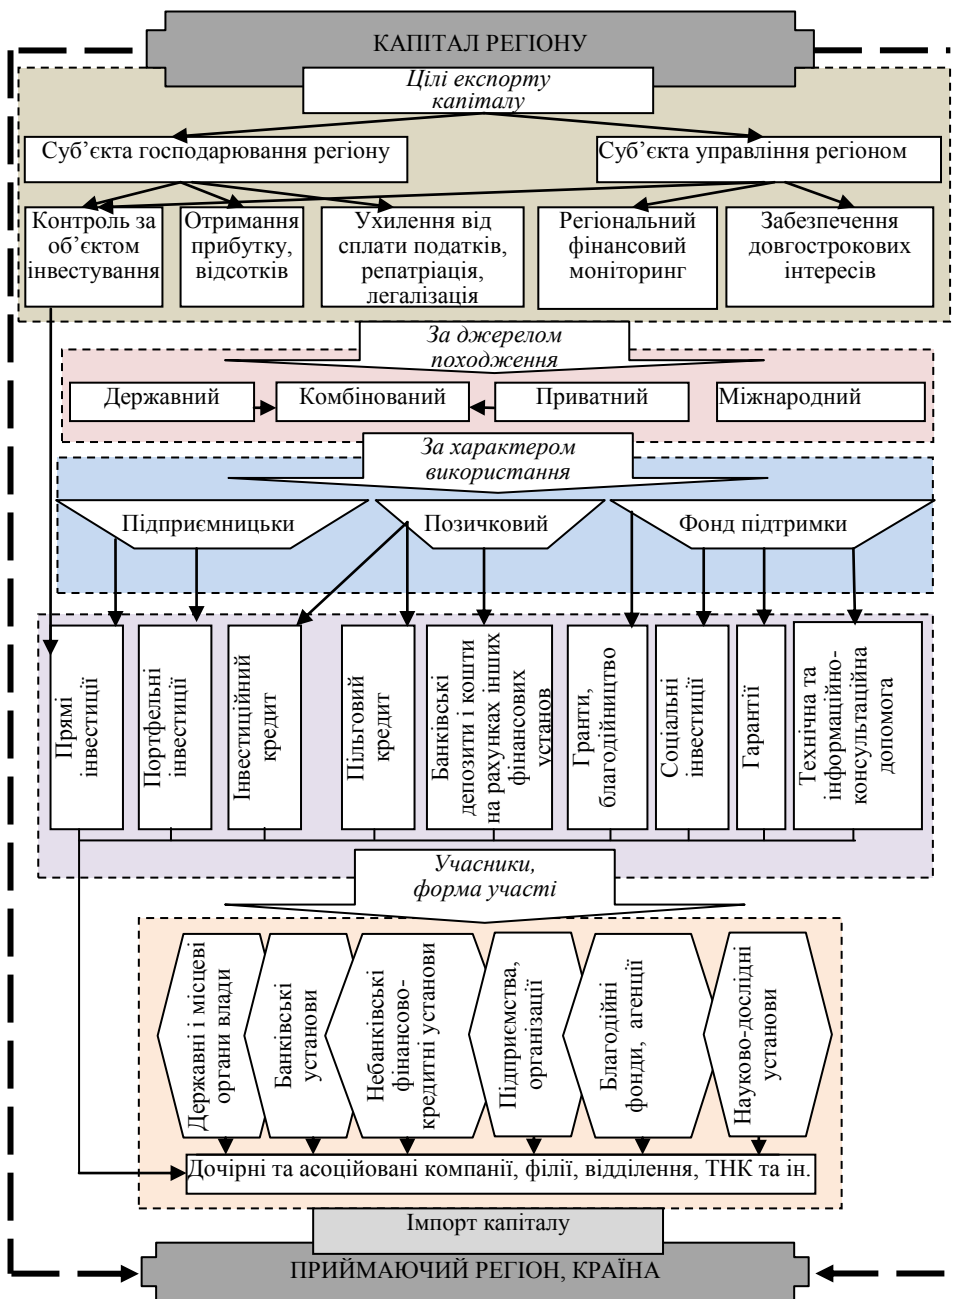 КАПІТАЛ РЕГІОНУ
Цілі експорту
капіталу
Суб’єкта господарювання регіону
Суб’єкта управління регіоном
Контроль за
об’єктом
інвестування
Отримання
прибутку,
відсотків
Ухилення від
сплати податків,
репатріація,
легалізація
Регіональний
фінансовий
моніторинг
Забезпечення
довгострокових
інтересів
За джерелом
походження
Державний
Комбінований
Приватний
Міжнародний
За характером
використання
Підприємницьки
Позичковий
Фонд підтримки
Прямі
інвестиції
Портфельні
інвестиції
Інвестиційний
кредит
Пільговий
кредит
Банківські
депозити і кошти
на рахунках інших
фінансових
установ
Гранти,
благодійництво
Соціальні
інвестиції
Гарантії
Технічна та
інформаційно-
консультаційна
допомога
Учасники,
форма участі
Державні і місцеві
органи влади
Банківські
установи
Небанківські
фінансово-
кредитні установи
Підприємства,
організації
Благодійні
фонди, агенції
Науково-дослідні
установи
Дочірні та асоційовані компанії, філії, відділення, ТНК та ін.
Імпорт капіталу
ПРИЙМАЮЧИЙ РЕГІОН, КРАЇНА